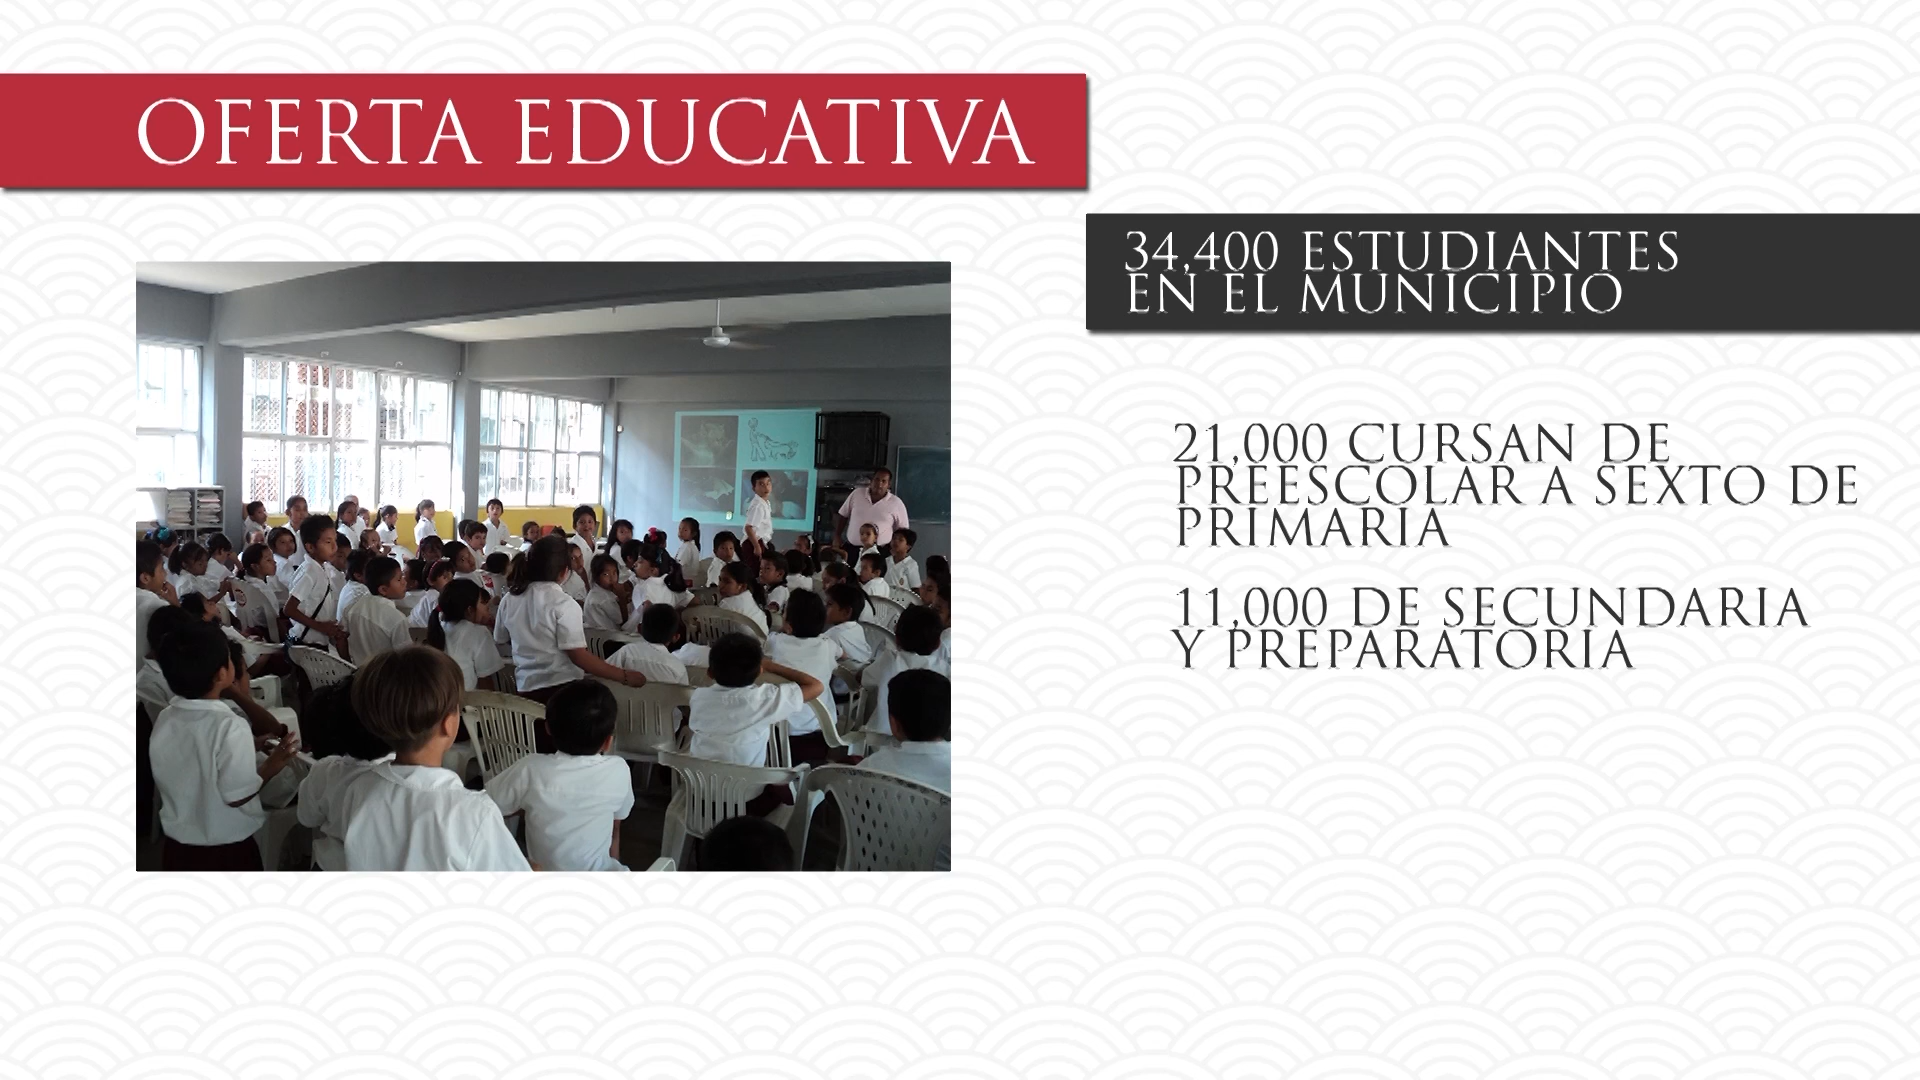 OFERTA EDUCATIVA
34,400 ESTUDIANTES
EN EL MUNICIPIO
21,000 CURSAN DE
PREESCOLAR A SEXTO DE
PRIMARIA
11,000 DE SECUNDARIA
Y PREPARATORIA